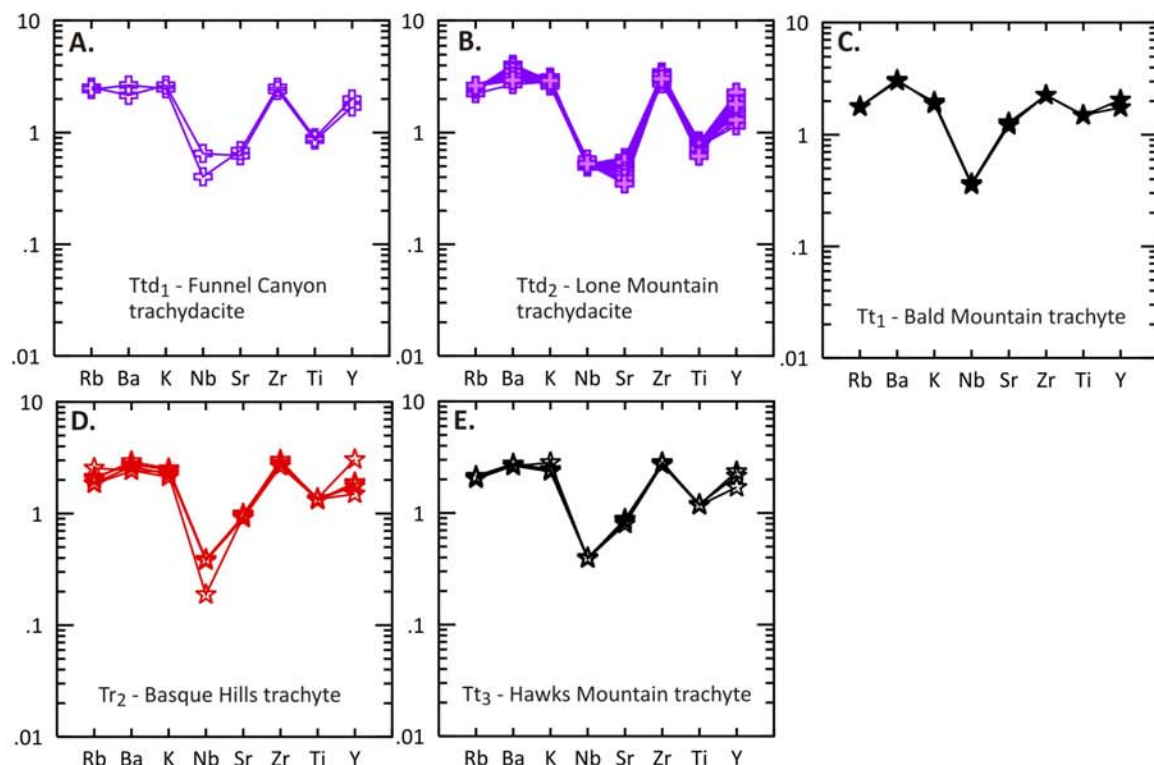 A.
10
1
.1
.01
Ttd1 - Funnel Canyon
trachydacite
Rb Ba K Nb Sr Zr Ti Y
B.
10
1
.1
.01
Ttd2 - Lone Mountain
trachydacite
Rb Ba K Nb Sr Zr Ti Y
C.
10
1
.1
.01
Tt1 - Bald Mountain trachyte
Rb Ba K Nb Sr Zr Ti Y
D.
10
1
.1
.01
Tr2 - Basque Hills trachyte
Rb Ba K Nb Sr Zr Ti Y
E.
10
1
.1
.01
Tt3 - Hawks Mountain trachyte
Rb Ba K Nb Sr Zr Ti Y